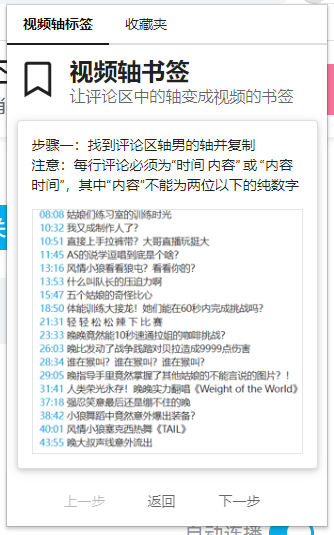 视频轴标签 收藏夹
视频轴书签
让评论区中的轴变成视频的书签
步骤一：找到评论区轴男的轴并复制
注意：每行评论必须为“时间 内容” 或 “内容
时间”，其中“内容”不能为两位以下的纯数字
08:08 姑娘们练习室的训练时光
10:32 我又成制作人了？
10:51 直接上手拉裤带？大哥直播玩挺大
11:45 AS的说学逗唱到底是个啥？
13:16 风情小狼看看狼屯？看看你的？
13:53 什么叫队长的压迫力啊
15:47 五个姑娘的奇怪比心
18:50 体能训练大接龙！她们能在60秒内完成挑战吗？
21:31 轻 轻 松 松 辣 下 比 赛
23:33 晚晚竟然能10秒速通拉姐的咖啡挑战？
26:03 晚比发动了战争践踏对贝拉造成9999点伤害
28:34 谁在猴叫？谁在猴叫？谁在猴叫？
29:05 晚指导手里竟然掌握了其他姑娘的不能言说的图片？！
31:41 人类荣光永存！晚晚实力翻唱《Weight of the World》
37:18 强忍笑意最后还是绷不住的晚
38:42 小狼舞蹈中竟然意外爆出装备？
40:01 风情小狼塞克西热舞《TAIL》
43:55 晚大叔声线意外流出
上一步 返回 下一步
自动连播